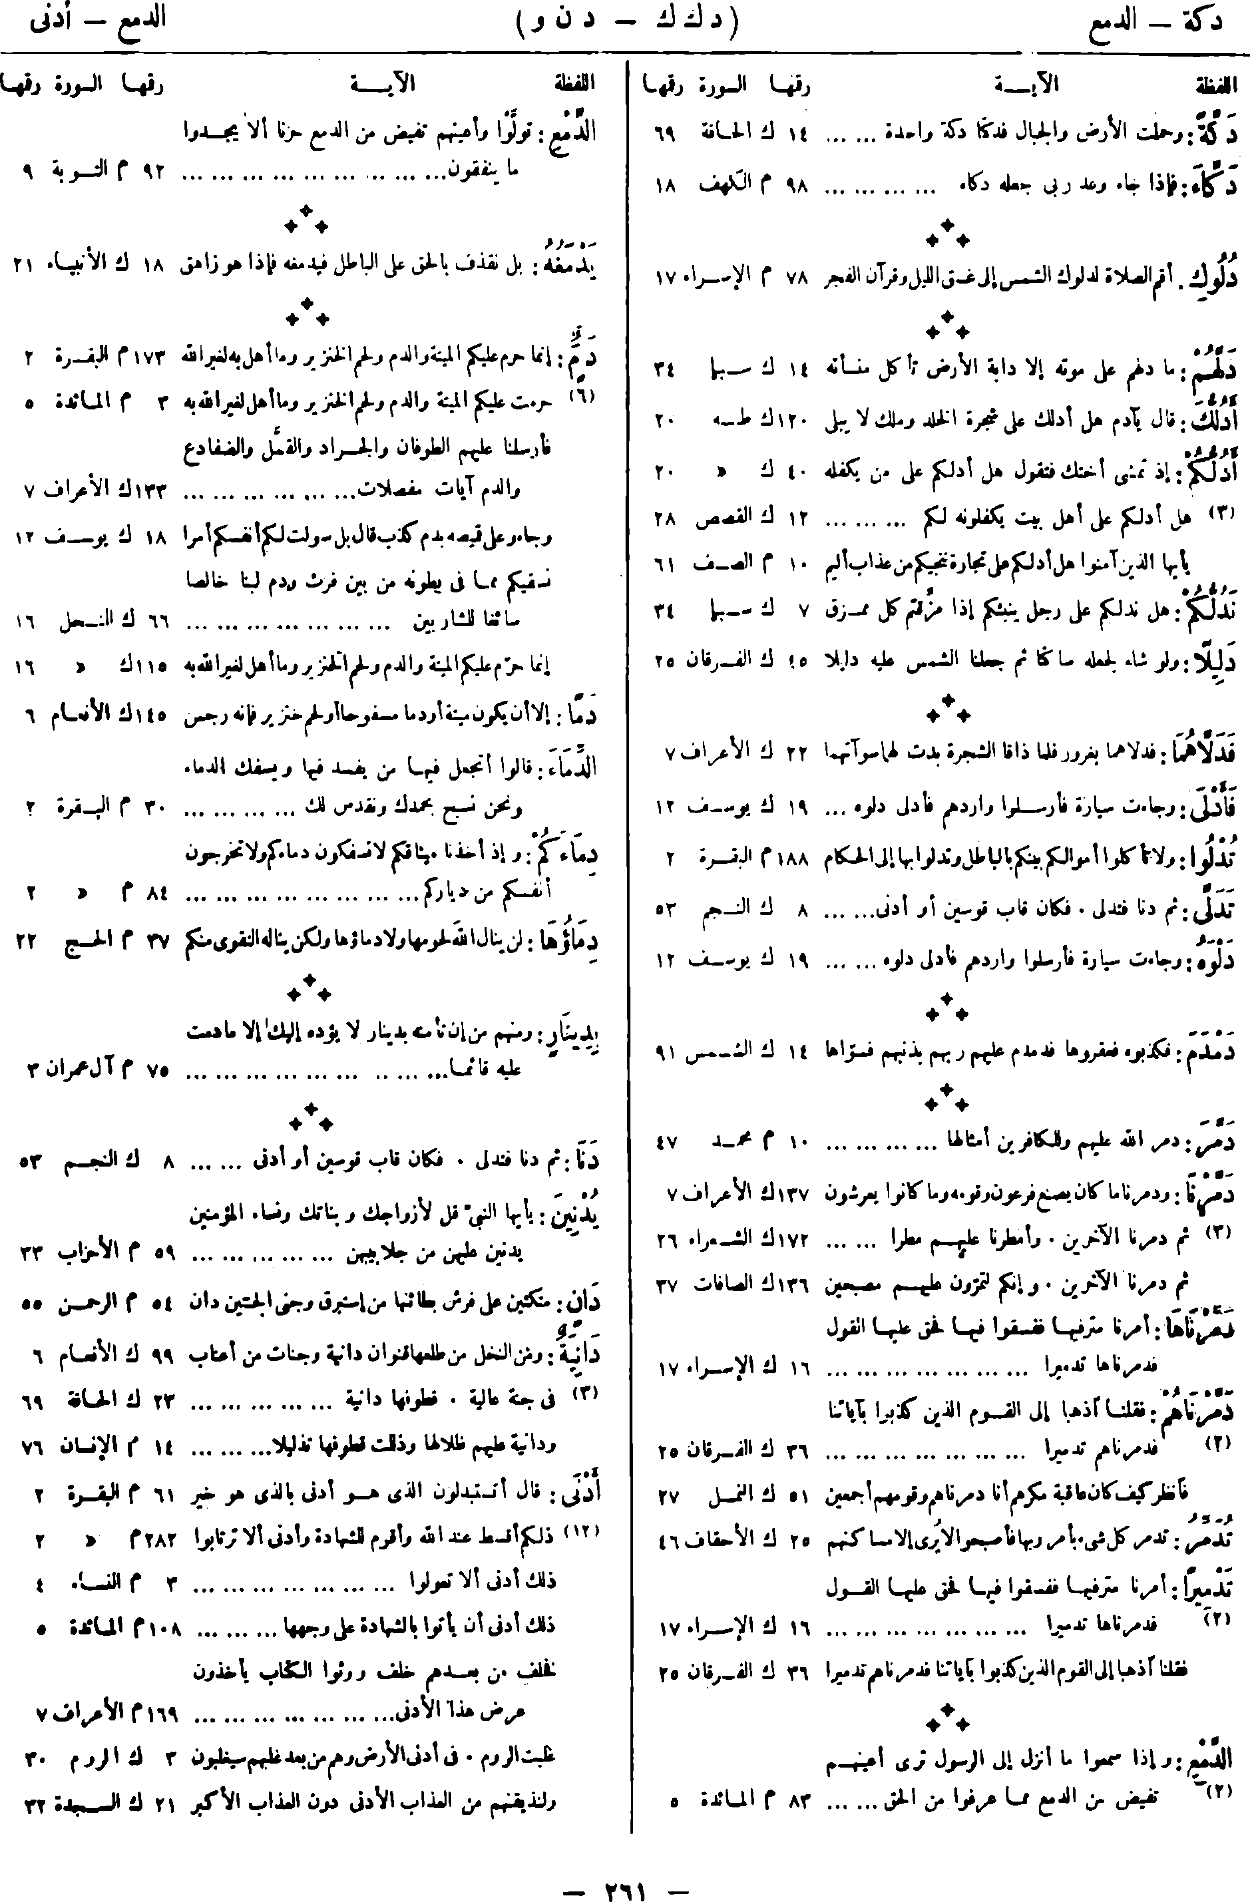 دكة — الدمع
( د ك ك — د ن و )
الدمع — أدنى
اللفظة الآيـــة رقمها السورة رقمها
دَكَّةً : وحملت الأرض والجبال فدكتا دكة واحدة ... ... ١٤ ك الحاقة ٦٩
دَكَّاءَ : فإذا جاء وعد ربى جعله دكاء ... ... ... ... ٩٨ م الكهف ١٨
دُلُوكِ . أقم الصلاة لدلوك الشمس إلى غسق الليل وقرآن الفجر ٧٨ م الإسراء ١٧
دَلَّهُمْ : ما دلهم على موته إلا دابة الأرض تأكل منسأته ١٤ ك سبإ ٣٤
أَدُلُّكَ : قال يآدم هل أدلك على شجرة الخلد وملك لا يبلى ١٢٠ ك طـه ٢٠
أَدُلُّكُمْ : إذ تمشى أختك فتقول هل أدلكم على من يكفله ٤٠ ك » ٢٠
(٣) هل أدلكم على أهل بيت يكفلونه لكم ... ... ... ١٢ ك القصص ٢٨
يأيها الذين آمنوا هل أدلكم على تجارة تنجيكم من عذاب أليم ١٠ م الصف ٦١
نَدُلُّكُمْ : هل ندلكم على رجل ينبئكم إذا مزّقتم كل ممزق ٧ ك سبإ ٣٤
دَلِيلًا : ولو شاء لجعله ساكنا ثم جعلنا الشمس عليه دليلا ٤٥ ك الفرقان ٢٥
فَدَلَّاهُمَا : فدلاهما بغرور فلما ذاقا الشجرة بدت لهما سوآتهما ٢٢ ك الأعراف ٧
فَأَدْلَى : وجاءت سيارة فأرسلوا واردهم فأدلى دلوه ... ١٩ ك يوسف ١٢
تُدْلُوا : ولا تأكلوا أموالكم بينكم بالباطل وتدلوا بها إلى الحكام ١٨٨ م البقرة ٢
تَدَلَّى : ثم دنا فتدلى . فكان قاب قوسين أو أدنى... ... ٨ ك النجم ٥٣
دَلْوَهُ : وجاءت سيارة فأرسلوا واردهم فأدلى دلوه ... ... ١٩ ك يوسف ١٢
دَمْدَمَ : فكذبوه فعقروها فدمدم عليهم ربهم بذنبهم فسوّاها ١٤ ك الشمس ٩١
دَمَّرَ : دمر الله عليهم وللكافرين أمثالها ... ... ... ... ١٠ م محمد ٤٧
دَمَّرْنَا : ودمرنا ما كان يصنع فرعون وقومه وما كانوا يعرشون ١٣٧ ك الأعراف ٧
(٣) ثم دمرنا الآخرين . وأمطرنا عليهم مطرا ... ... ١٧٢ ك الشعراء ٢٦
ثم دمرنا الآخرين . وإنكم لتمرّون عليهم مصبحين ١٣٦ ك الصافات ٣٧
فَدَمَّرْنَاهَا : أمرنا مترفيها ففسقوا فيها فحق عليها القول
فدمرناها تدميرا ... ... ... ... ... ... ... ١٦ ك الإسراء ١٧
دَمَّرْنَاهُمْ : فقلنا آذهبا إلى القوم الذين كذبوا بآياتنا
(٢) فدمرناهم تدميرا ... ... ... ... ... ... ... ٣٦ ك الفرقان ٢٥
فآنظر كيف كان عاقبة مكرهم أنا دمرناهم وقومهم أجمعين ٥١ ك النمل ٢٧
تُدَمِّرُ : تدمر كل شىء بأمر ربها فأصبحوا لا يُرى إلا مساكنهم ٢٥ ك الأحقاف ٤٦
تَدْمِيرًا : أمرنا مترفيها ففسقوا فيها فحق عليها القول
(٢) فدمرناها تدميرا ... ... ... ... ... ... ... ١٦ ك الإسراء ١٧
فقلنا آذهبا إلى القوم الذين كذبوا بآياتنا فدمرناهم تدميرا ٣٦ ك الفرقان ٢٥
الدَّمْعِ : وإذا سمعوا ما أنزل إلى الرسول ترى أعينهم
(٢) تفيض من الدمع مما عرفوا من الحق ... ... ٨٣ م المائدة ٥
اللفظة الآيـــة رقمها السورة رقمها
الدَّمْعِ : تولَّوْا وأعينهم تفيض من الدمع حزنا ألا يجدوا
ما ينفقون... ... ... ... ... ... ... ... ... ٩٢ م التوبة ٩
يَدْمَغُهُ : بل نقذف بالحق على الباطل فيدمغه فإذا هو زاهق ١٨ ك الأنبياء ٢١
دَمٌ : إنما حرم عليكم الميتة والدم ولحم الخنزير وما أهل به لغير الله ١٧٣ م البقرة ٢
(٦) حرمت عليكم الميتة والدم ولحم الخنزير وما أهل لغير الله به ٣ م المائدة ٥
فأرسلنا عليهم الطوفان والجراد والقمَّل والضفادع
والدم آيات مفصلات... ... ... ... ... ... ١٣٣ ك الأعراف ٧
وجاءو على قميصه بدم كذب قال بل سولت لكم أنفسكم أمرا ١٨ ك يوسف ١٢
نسقيكم مما فى بطونه من بين فرث ودم لبنا خالصا
سائغا للشاربين ... ... ... ... ... ... ... ٦٦ ك النحل ١٦
إنما حرّم عليكم الميتة والدم ولحم الخنزير وما أهل لغير الله به ١١٥ ك » ١٦
دَمًا : إلا أن يكون ميتة أو دما مسفوحا أو لحم خنزير فإنه رجس ١٤٥ ك الأنعام ٦
الدِّمَاءَ : قالوا أتجعل فيها من يفسد فيها ويسفك الدماء
ونحن نسبح بحمدك ونقدس لك ... ... ... ... ٣٠ م البقرة ٢
دِمَاءَكُمْ : وإذ أخذنا ميثاقكم لا تسفكون دماءكم ولا تخرجون
أنفسكم من دياركم... ... ... ... ... ... ... ... ٨٤ م » ٢
دِمَاؤُهَا : لن ينال الله لحومها ولا دماؤها ولكن يناله التقوى منكم ٣٧ م الحج ٢٢
بِدِينَارٍ : ومنهم من إن تأمنه بدينار لا يؤده إليك إلا ما دمت
عليه قائما... ... ... ... ... ... ... ... ... ٧٥ م آل عمران ٣
دَنَا : ثم دنا فتدلى . فكان قاب قوسين أو أدنى ... ... ٨ ك النجم ٥٣
يُدْنِينَ : يأيها النبىّ قل لأزواجك وبناتك ونساء المؤمنين
يدنين عليهن من جلابيبهن ... ... ... ... ... ٥٩ م الأحزاب ٣٣
دَانٍ : متكئين على فرش بطائنها من إستبرق وجنى الجنتين دان ٥٤ م الرحمن ٥٥
دَانِيَةٌ : ومن النخل من طلعها قنوان دانية وجنات من أعناب ٩٩ ك الأنعام ٦
(٣) فى جنة عالية . قطوفها دانية ... ... ... ... ... ٢٣ ك الحاقة ٦٩
ودانية عليهم ظلالها وذللت قطوفها تذليلا... ... ... ١٤ م الإنسان ٧٦
أَدْنَى : قال أتستبدلون الذى هو أدنى بالذى هو خير ٦١ م البقرة ٢
(١٢) ذلكم أقسط عند الله وأقوم للشهادة وأدنى ألا ترتابوا ٢٨٢ م » ٢
ذلك أدنى ألا تعولوا ... ... ... ... ... ... ... ٣ م النساء ٤
ذلك أدنى أن يأتوا بالشهادة على وجهها ... ... ... ١٠٨ م المائدة ٥
فخلف من بعدهم خلف ورثوا الكتاب يأخذون
عرض هذا الأدنى... ... ... ... ... ... ... ١٦٩ م الأعراف ٧
غلبت الروم . فى أدنى الأرض وهم من بعد غلبهم سيغلبون ٣ ك الروم ٣٠
ولنذيقنهم من العذاب الأدنى دون العذاب الأكبر ٢١ ك السجدة ٣٢
— ٢٦١ —